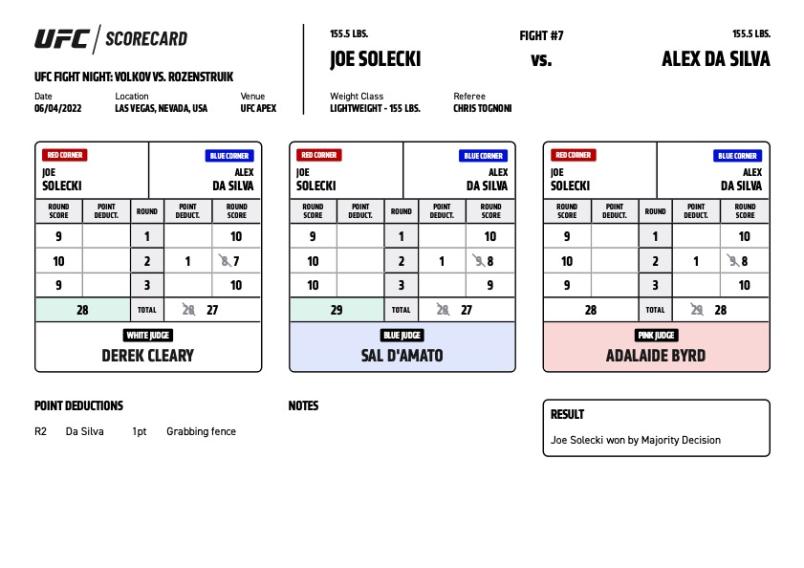 UFC / SCORECARD
UFC FIGHT NIGHT: VOLKOV VS. ROZENSTRUIK
Date Location Venue
06/04/2022 LAS VEGAS, NEVADA, USA UFC APEX
155.5 LBS. FIGHT #7 155.5 LBS.
JOE SOLECKI vs. ALEX DA SILVA
Weight Class Referee
LIGHTWEIGHT - 155 LBS. CHRIS TOGNONI
RED CORNER BLUE CORNER
JOE ALEX
SOLECKI DA SILVA
ROUND SCORE POINT DEDUCT. ROUND POINT DEDUCT. ROUND SCORE
9 1 10
10 2 1 8 7
9 3 10
28 TOTAL 28 27
WHITE JUDGE
DEREK CLEARY
RED CORNER BLUE CORNER
JOE ALEX
SOLECKI DA SILVA
ROUND SCORE POINT DEDUCT. ROUND POINT DEDUCT. ROUND SCORE
9 1 10
10 2 1 9 8
10 3 9
29 TOTAL 28 27
BLUE JUDGE
SAL D'AMATO
RED CORNER BLUE CORNER
JOE ALEX
SOLECKI DA SILVA
ROUND SCORE POINT DEDUCT. ROUND POINT DEDUCT. ROUND SCORE
9 1 10
10 2 1 9 8
9 3 10
28 TOTAL 29 28
PINK JUDGE
ADALAIDE BYRD
POINT DEDUCTIONS
R2 Da Silva 1pt Grabbing fence
NOTES
RESULT
Joe Solecki won by Majority Decision